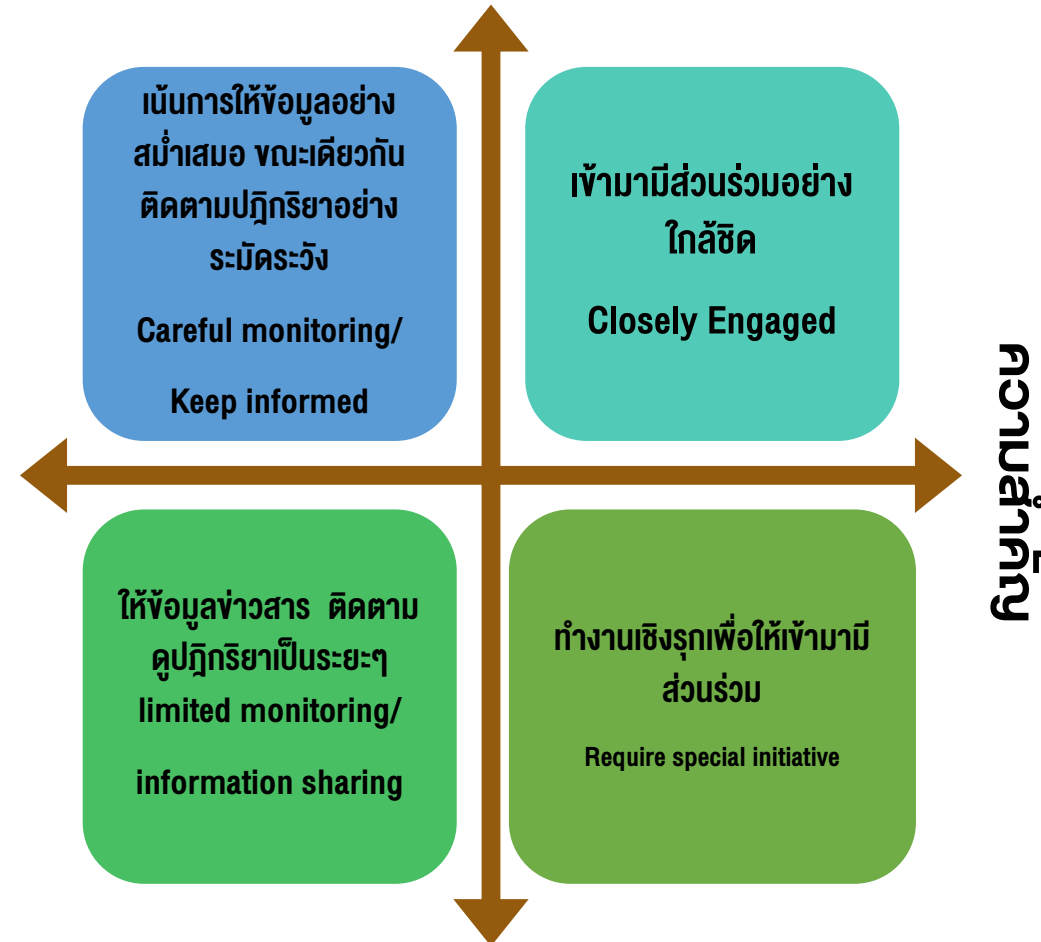 เน้นการให้ข้อมูลอย่าง
สม่ำเสมอ ขณะเดียวกัน
ติดตามปฎิกริยาอย่าง
ระมัดระวัง
Careful monitoring/
Keep informed
เข้ามามีส่วนร่วมอย่าง
ใกล้ชิด
Closely Engaged
ความสำคัญ
ให้ข้อมูลข่าวสาร ติดตาม
ดูปฎิกริยาเป็นระยะๆ
limited monitoring/
information sharing
ทำงานเชิงรุกเพื่อให้เข้ามามี
ส่วนร่วม
Require special initiative